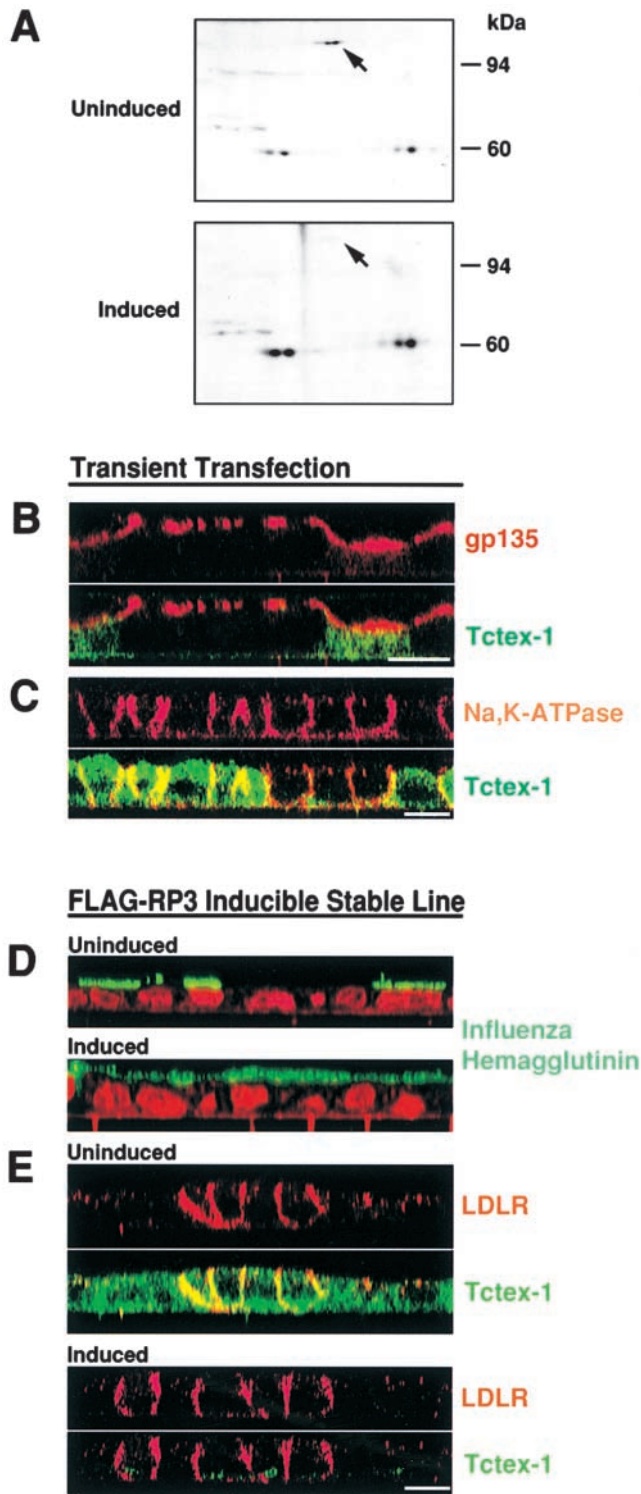 A
kDa
94
Uninduced
60
94
Induced
60
Transient Transfection
B
gp135
Tctex-1
C
Na,K-ATPase
Tctex-1
FLAG-RP3 Inducible Stable Line
D
Uninduced
Influenza
Hemagglutinin
Induced
E
Uninduced
LDLR
Tctex-1
Induced
LDLR
Tctex-1